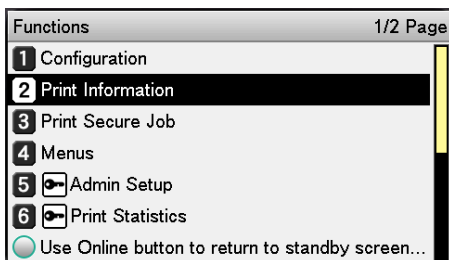 Functions 1/2 Page
1 Configuration
2 Print Information
3 Print Secure Job
4 Menus
5 Admin Setup
6 Print Statistics
Use Online button to return to standby screen...